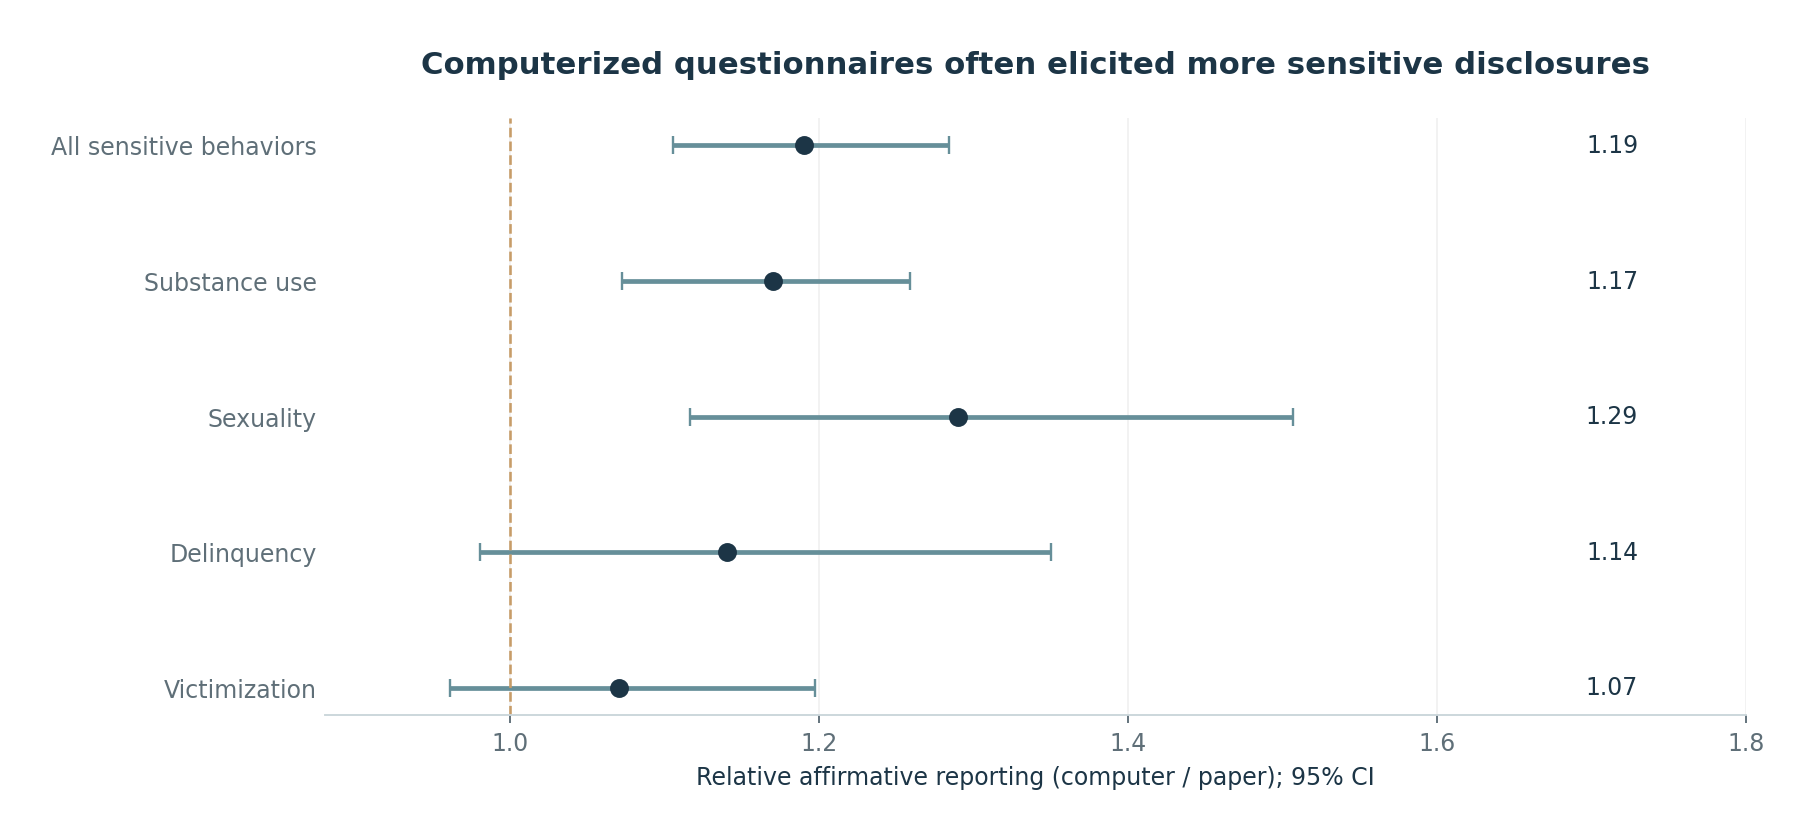 Computerized questionnaires often elicited more sensitive disclosures
All sensitive behaviors 1.19
Substance use 1.17
Sexuality 1.29
Delinquency 1.14
Victimization 1.07
1.0 1.2 1.4 1.6 1.8
Relative affirmative reporting (computer / paper); 95% CI